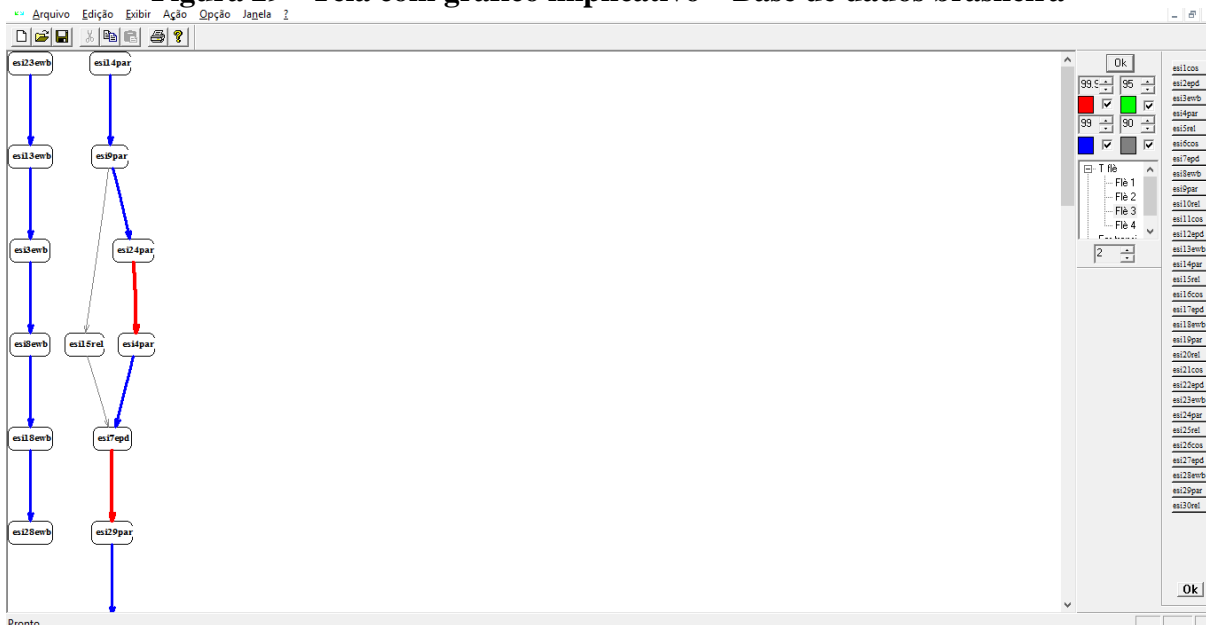 Tela com gráfico implicativo – Base de dados brasileira
Arquivo Edição Exibir Ação Opção Janela ?
esi23ewb esi14par
esi13ewb esi9par
esi3ewb esi24par
esi8ewb esi15rel esi4par
esi18ewb esi7epd
esi28ewb esi29par
Ok
99.9 95
99 90
T flè
Flè 1
Flè 2
Flè 3
Flè 4
2
esi1cos
esi2epd
esi3ewb
esi4par
esi5rel
esi6cos
esi7epd
esi8ewb
esi9par
esi10rel
esi11cos
esi12epd
esi13ewb
esi14par
esi15rel
esi16cos
esi17epd
esi18ewb
esi19par
esi20rel
esi21cos
esi22epd
esi23ewb
esi24par
esi25rel
esi26cos
esi27epd
esi28ewb
esi29par
esi30rel
Ok
Pronto